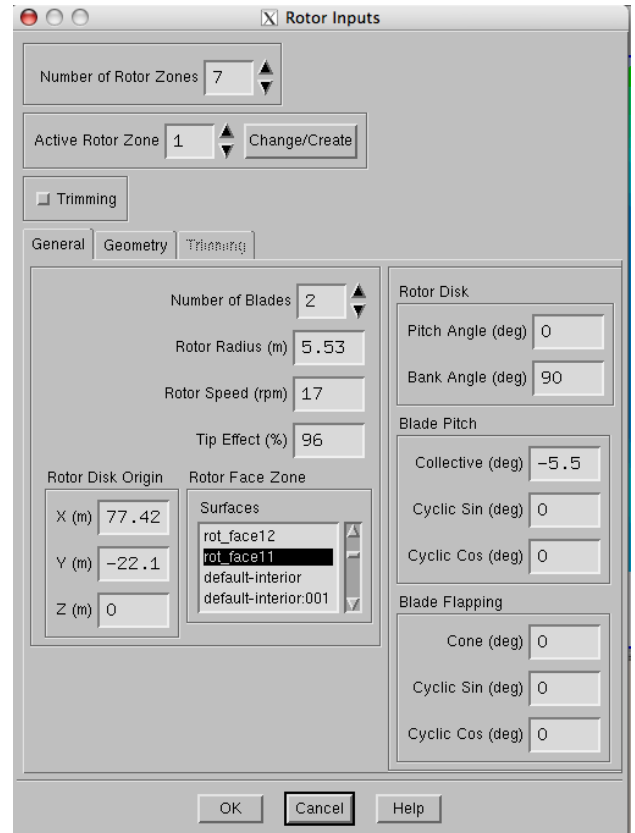 Rotor Inputs
Number of Rotor Zones 7
Active Rotor Zone 1 Change/Create
Trimming
General Geometry Trimming
Number of Blades 2
Rotor Radius (m) 5.53
Rotor Speed (rpm) 17
Tip Effect (%) 96
Rotor Disk Origin
X (m) 77.42
Y (m) -22.1
Z (m) 0
Rotor Face Zone
Surfaces
rot_face12
rot_face11
default-interior
default-interior:001
Rotor Disk
Pitch Angle (deg) 0
Bank Angle (deg) 90
Blade Pitch
Collective (deg) -5.5
Cyclic Sin (deg) 0
Cyclic Cos (deg) 0
Blade Flapping
Cone (deg) 0
Cyclic Sin (deg) 0
Cyclic Cos (deg) 0
OK Cancel Help